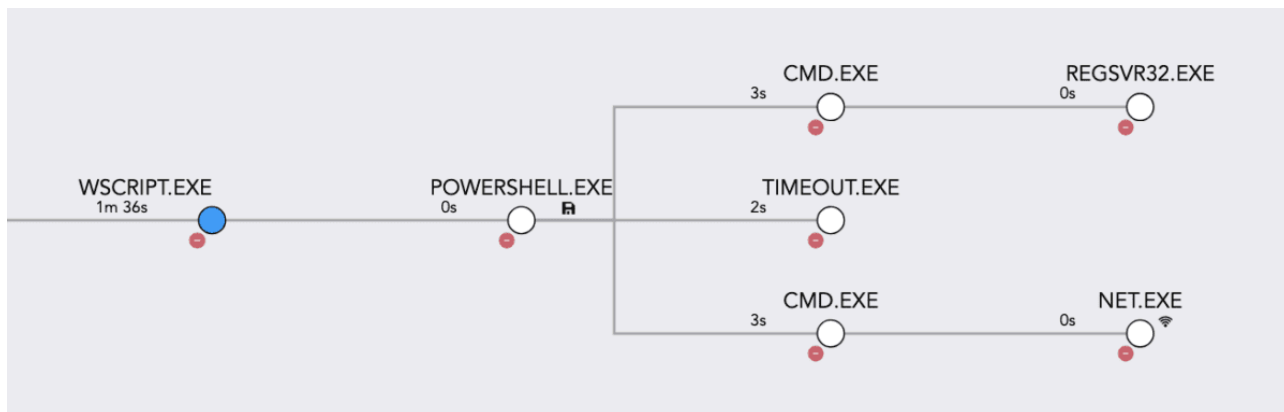 CMD.EXE
3s
REGSVR32.EXE
0s
WSCRIPT.EXE
1m 36s
POWERSHELL.EXE
0s
TIMEOUT.EXE
2s
CMD.EXE
3s
NET.EXE
0s